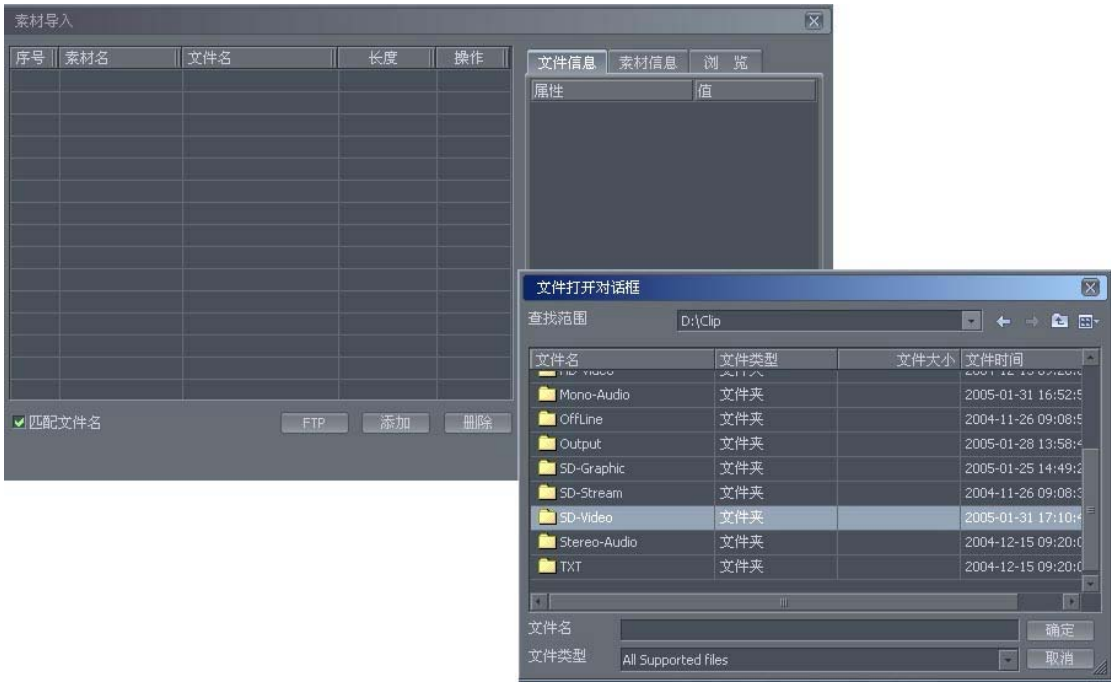 素材导入
序号 素材名 文件名 长度 操作
文件信息 素材信息 浏 览
属性 值
匹配文件名 FTP 添加 删除
文件打开对话框
查找范围 D:\Clip
文件名 文件类型 文件大小 文件时间
Mono-Audio 文件夹 2005-01-31 16:52:5
OffLine 文件夹 2004-11-26 09:08:5
Output 文件夹 2005-01-28 13:58:4
SD-Graphic 文件夹 2005-01-25 14:49:2
SD-Stream 文件夹 2004-11-26 09:08:3
SD-Video 文件夹 2005-01-31 17:10:4
Stereo-Audio 文件夹 2004-12-15 09:20:0
TXT 文件夹 2004-12-15 09:20:0
文件名 确定
文件类型 All Supported files 取消